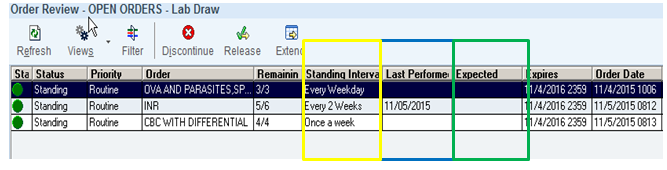 Order Review - OPEN ORDERS - Lab Draw
Refresh Views Filter Discontinue Release Extend
Sta Status Priority Order Remainin Standing Interva Last Performe Expected Expires Order Date
Standing Routine OVA AND PARASITES,SP... 3/3 Every Weekday 11/4/2016 2359 11/4/2015 1006
Standing Routine INR 5/6 Every 2 Weeks 11/05/2015 11/4/2016 2359 11/5/2015 0812
Standing Routine CBC WITH DIFFERENTIAL 4/4 Once a week 11/4/2016 2359 11/5/2015 0813